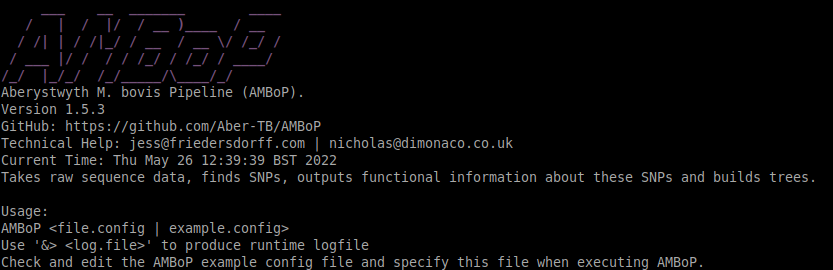 AMBoP
Aberystwyth M. bovis Pipeline (AMBoP).
Version 1.5.3
GitHub: https://github.com/Aber-TB/AMBoP
Technical Help: jess@friedersdorff.com | nicholas@dimonaco.co.uk
Current Time: Thu May 26 12:39:39 BST 2022
Takes raw sequence data, finds SNPs, outputs functional information about these SNPs and builds trees.
Usage:
AMBoP <file.config | example.config>
Use '&> <log.file>' to produce runtime logfile
Check and edit the AMBoP example config file and specify this file when executing AMBoP.